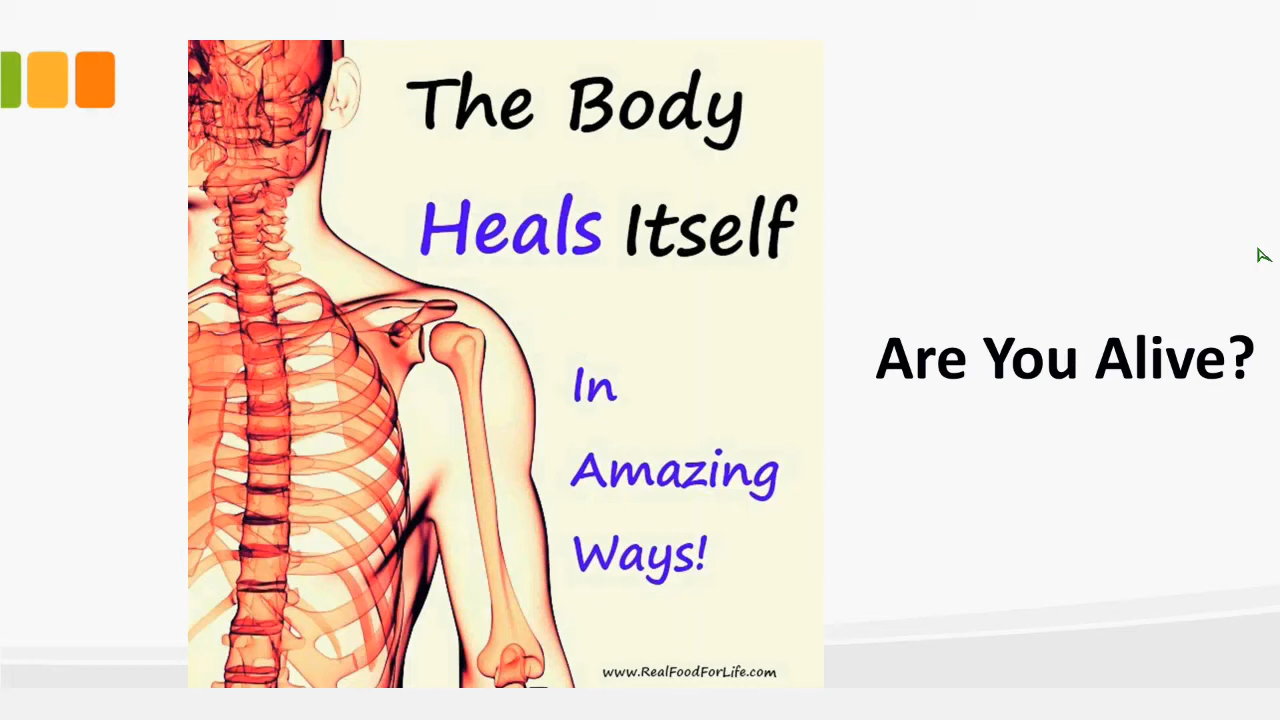 The Body
Heals Itself
In
Amazing
Ways!
www.RealFoodForLife.com
Are You Alive?